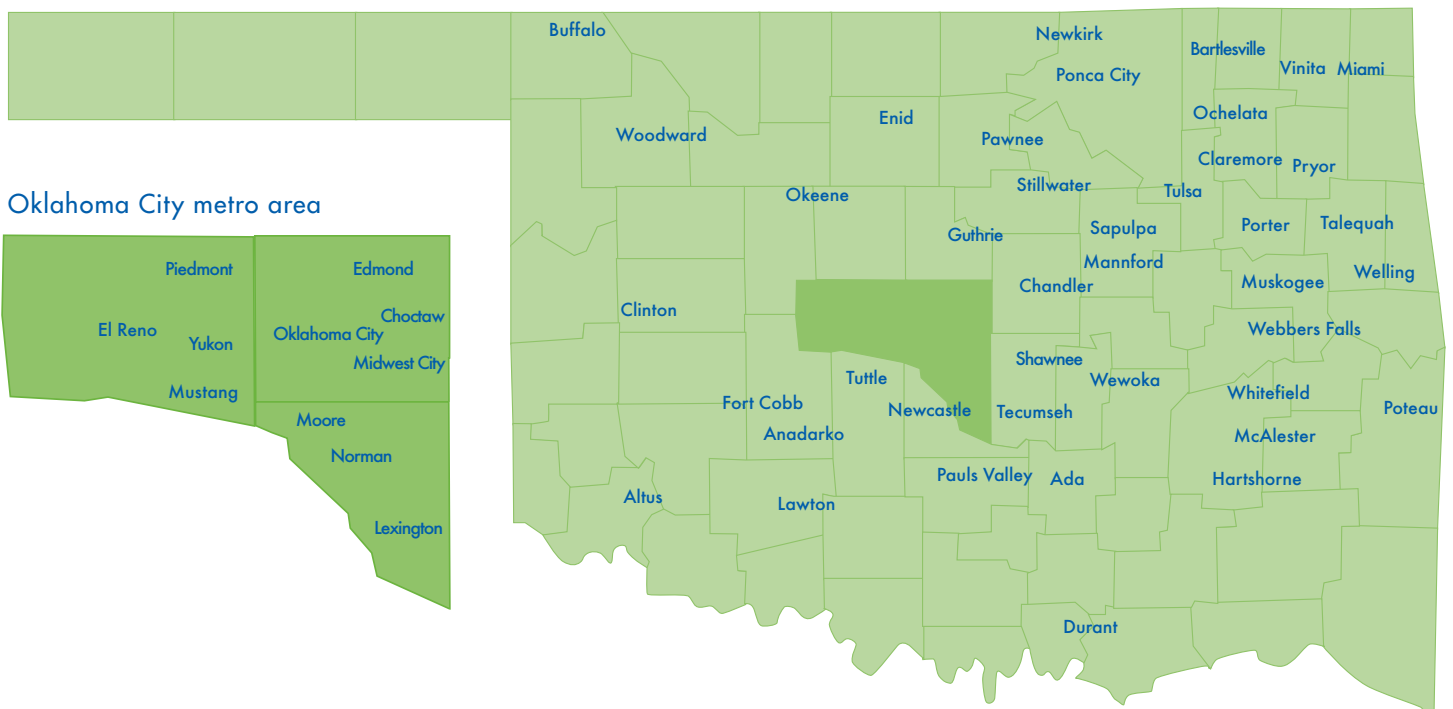 Buffalo
Newkirk
Bartlesville
Vinita
Miami
Ponca City
Ochelata
Enid
Woodward
Pawnee
Claremore
Pryor
Stillwater
Tulsa
Okeene
Oklahoma City metro area
Guthrie
Sapulpa
Porter
Talequah
Mannford
Chandler
Muskogee
Welling
Piedmont
Edmond
Clinton
Choctaw
El Reno
Oklahoma City
Webbers Falls
Yukon
Midwest City
Shawnee
Mustang
Tuttle
Wewoka
Whitefield
Fort Cobb
Newcastle
Tecumseh
Poteau
Moore
Anadarko
McAlester
Norman
Pauls Valley
Ada
Hartshorne
Altus
Lawton
Lexington
Durant